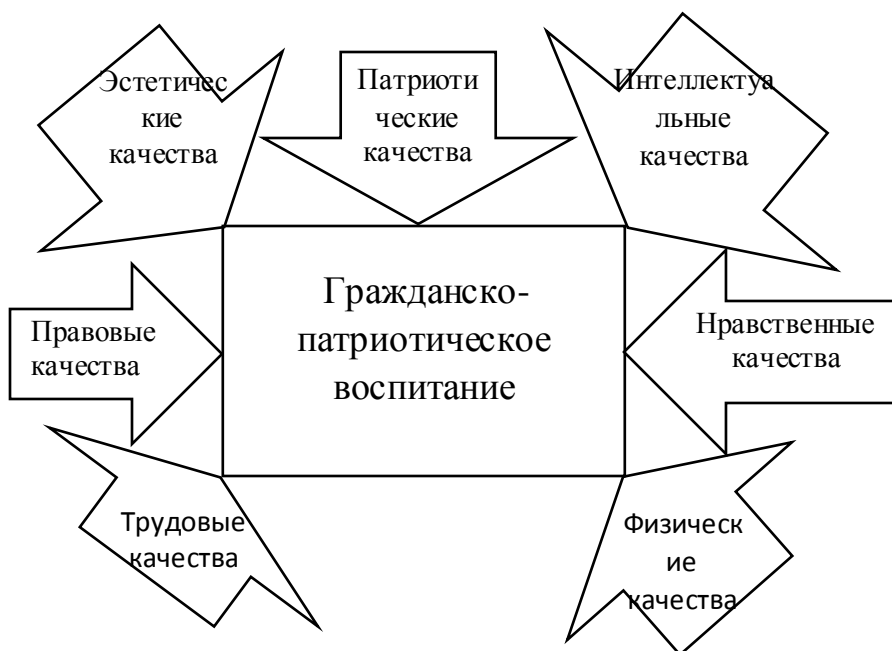 Эстетичес
кие
качества
Патриоти
ческие
качества
Интеллектуа
льные
качества
Правовые
качества
Гражданско-
патриотическое
воспитание
Нравственные
качества
Трудовые
качества
Физическ
ие
качества